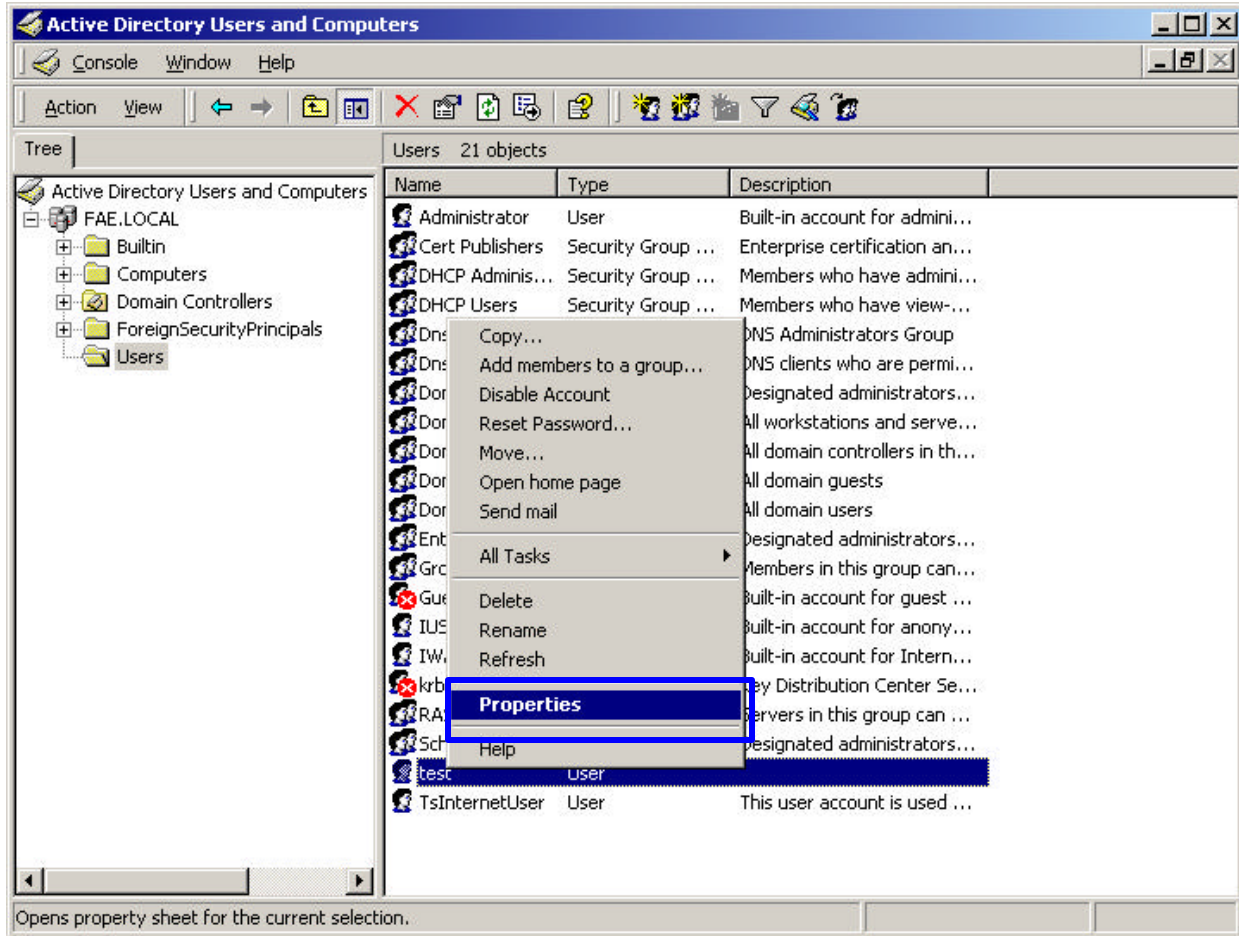 Active Directory Users and Computers
Console Window Help
Action View
Tree
Users 21 objects
Active Directory Users and Computers
FAE.LOCAL
Builtin
Computers
Domain Controllers
ForeignSecurityPrincipals
Users
Name Type Description
Administrator User Built-in account for admini...
Cert Publishers Security Group ... Enterprise certification an...
DHCP Adminis... Security Group ... Members who have admini...
DHCP Users Security Group ... Members who have view-...
DNS Administrators Group
DNS clients who are permi...
Designated administrators...
All workstations and serve...
All domain controllers in th...
All domain guests
All domain users
Designated administrators...
Members in this group can...
Built-in account for guest ...
Built-in account for anony...
Built-in account for Intern...
Key Distribution Center Se...
Servers in this group can ...
Designated administrators...
test User
TsInternetUser User This user account is used ...
Copy...
Add members to a group...
Disable Account
Reset Password...
Move...
Open home page
Send mail
All Tasks
Delete
Rename
Refresh
Properties
Help
Opens property sheet for the current selection.